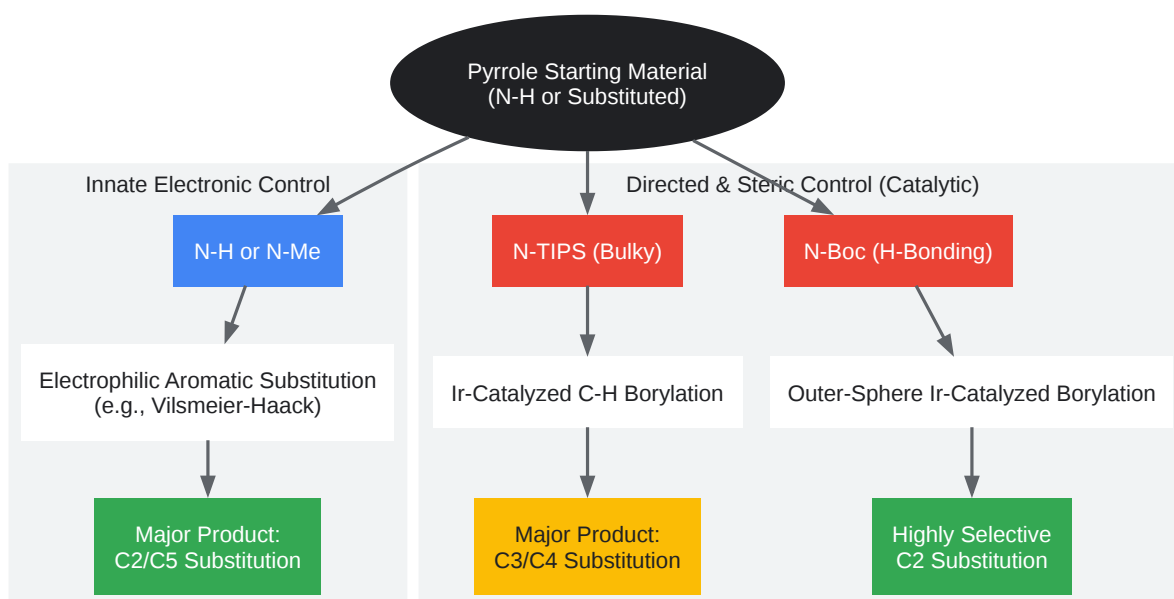 Pyrrole Starting Material
(N-H or Substituted)
Innate Electronic Control
Directed & Steric Control (Catalytic)
N-H or N-Me
N-TIPS (Bulky)
N-Boc (H-Bonding)
Electrophilic Aromatic Substitution
(e.g., Vilsmeier-Haack)
Ir-Catalyzed C-H Borylation
Outer-Sphere Ir-Catalyzed Borylation
Major Product:
C2/C5 Substitution
Major Product:
C3/C4 Substitution
Highly Selective
C2 Substitution